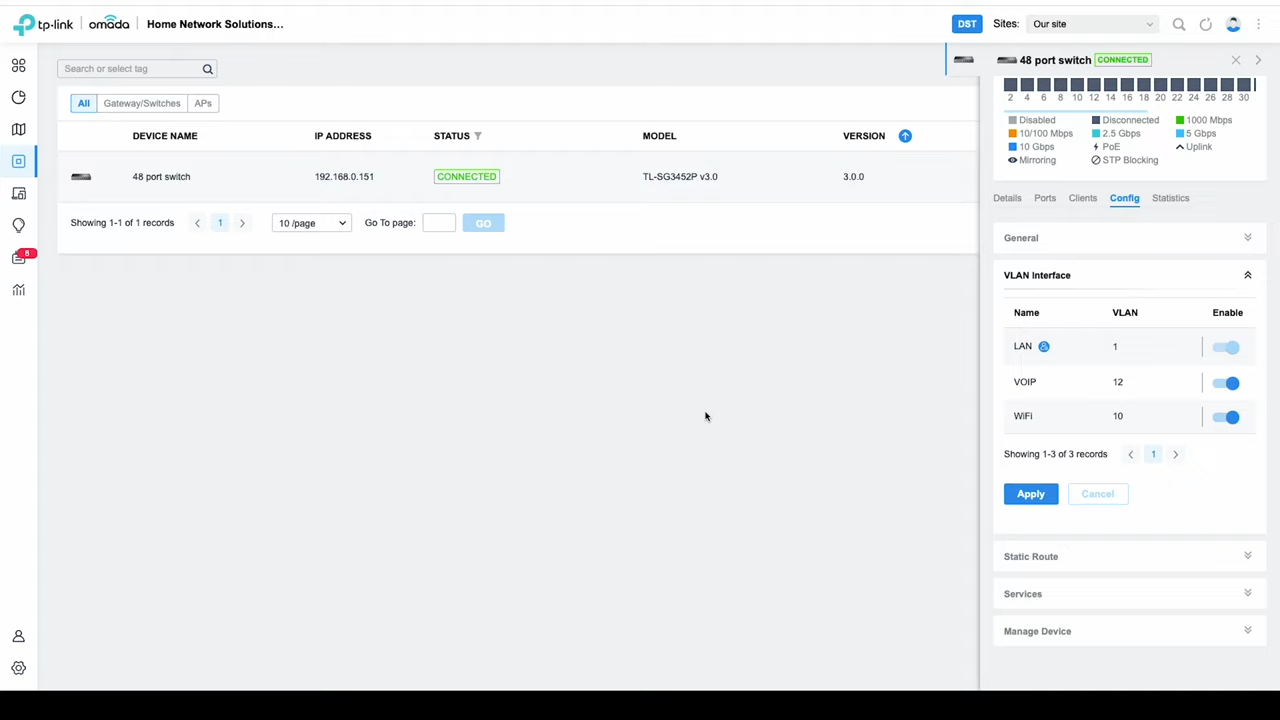 tp-link | omada | Home Network Solutions...
DST Sites: Our site
Search or select tag
All Gateway/Switches APs
DEVICE NAME IP ADDRESS STATUS MODEL VERSION
48 port switch 192.168.0.151 CONNECTED TL-SG3452P v3.0 3.0.0
Showing 1-1 of 1 records 1 10 /page Go To page: GO
8
48 port switch CONNECTED
2 4 6 8 10 12 14 16 18 20 22 24 26 28 30
Disabled Disconnected 1000 Mbps
10/100 Mbps 2.5 Gbps 5 Gbps
10 Gbps PoE Uplink
Mirroring STP Blocking
Details Ports Clients Config Statistics
General
VLAN Interface
Name VLAN Enable
LAN 1
VOIP 12
WiFi 10
Showing 1-3 of 3 records 1
Apply Cancel
Static Route
Services
Manage Device